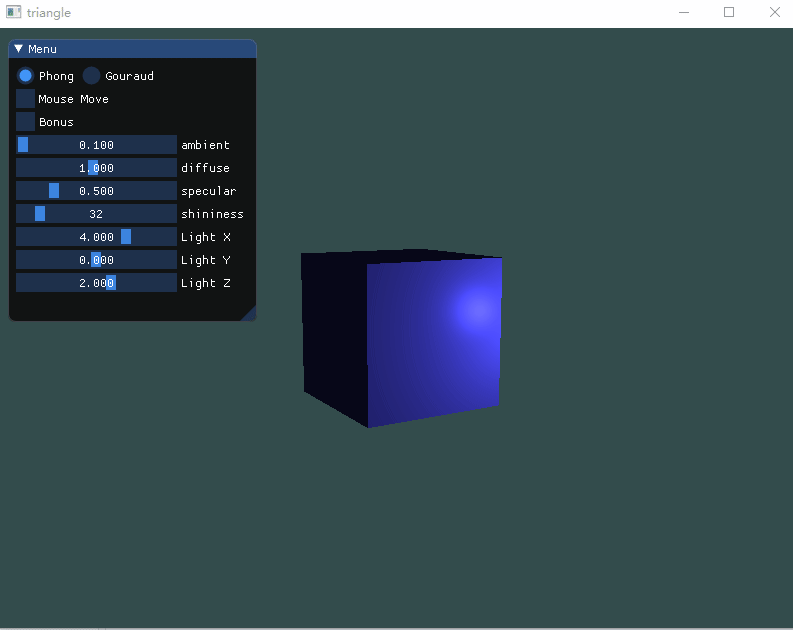 triangle
Menu
Phong Gouraud
Mouse Move
Bonus
0.100 ambient
1.000 diffuse
0.500 specular
32 shininess
4.000 Light X
0.000 Light Y
2.000 Light Z